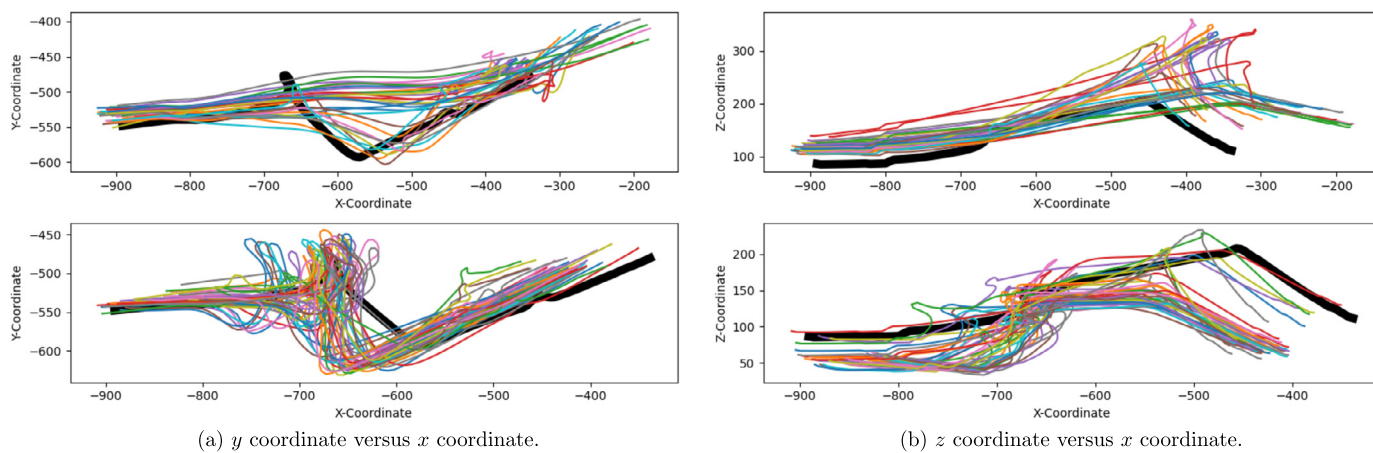 −400
−450
−500
−550
−600
Y-Coordinate
−900 −800 −700 −600 −500 −400 −300 −200
X-Coordinate
300
200
100
Z-Coordinate
−900 −800 −700 −600 −500 −400 −300 −200
X-Coordinate
−450
−500
−550
−600
Y-Coordinate
−900 −800 −700 −600 −500 −400
X-Coordinate
200
150
100
50
Z-Coordinate
−900 −800 −700 −600 −500 −400
X-Coordinate
(a) y coordinate versus x coordinate.
(b) z coordinate versus x coordinate.